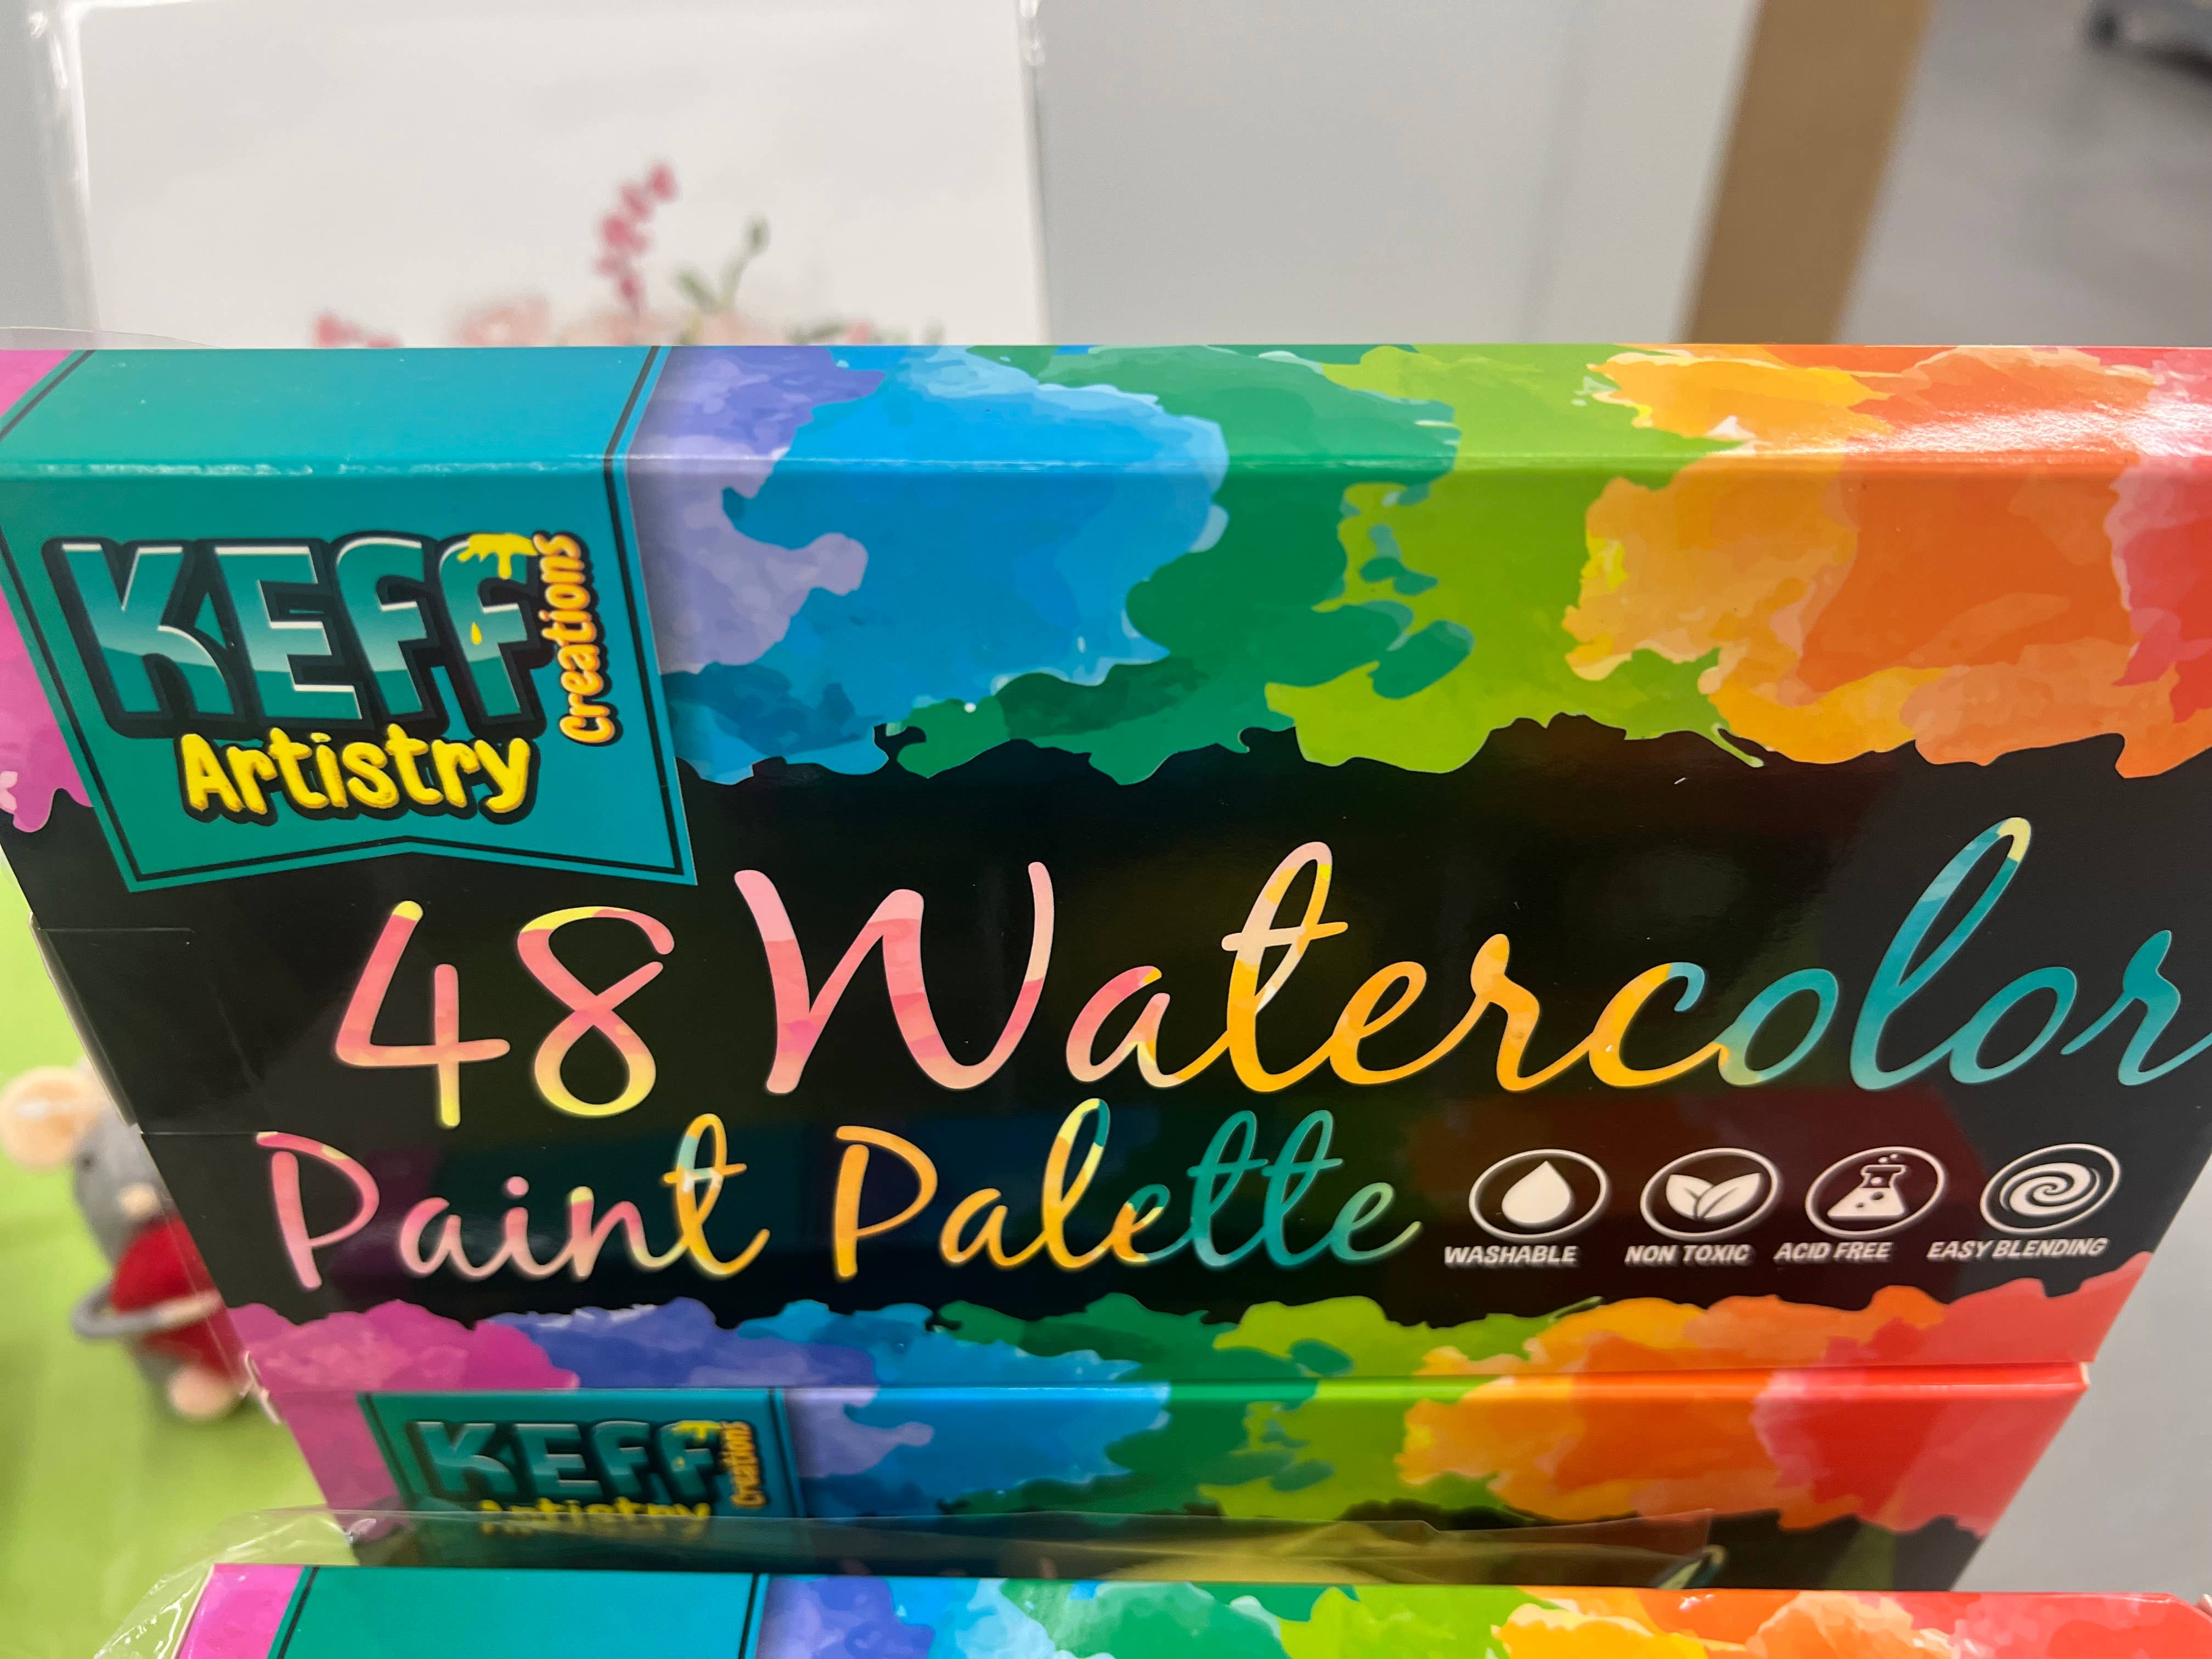 KEFF
Creations
Artistry
48 Watercolor
Paint Palette
WASHABLE
NON TOXIC
ACID FREE
EASY BLENDING
KEFF
Creations
Artistry